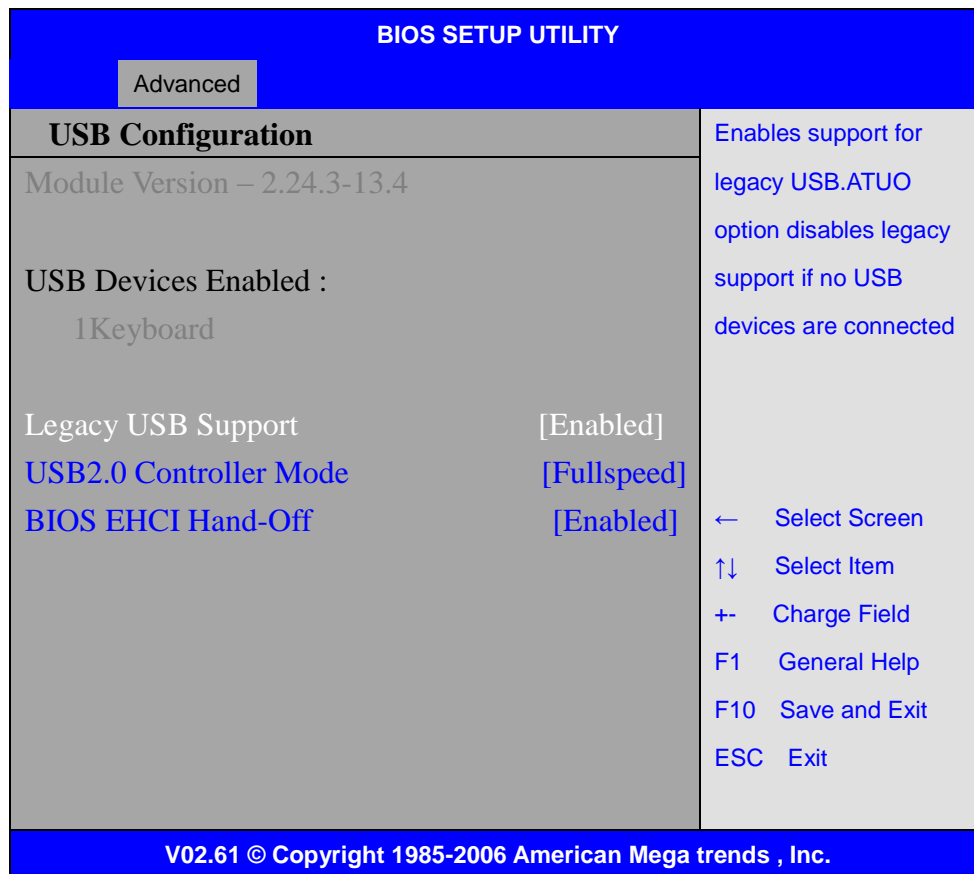 BIOS SETUP UTILITY
Advanced
USB Configuration
Module Version – 2.24.3-13.4
USB Devices Enabled :
1Keyboard
Legacy USB Support [Enabled]
USB2.0 Controller Mode [Fullspeed]
BIOS EHCI Hand-Off [Enabled]
Enables support for
legacy USB.ATUO
option disables legacy
support if no USB
devices are connected
← Select Screen
↑↓ Select Item
+- Charge Field
F1 General Help
F10 Save and Exit
ESC Exit
V02.61 © Copyright 1985-2006 American Mega trends , Inc.